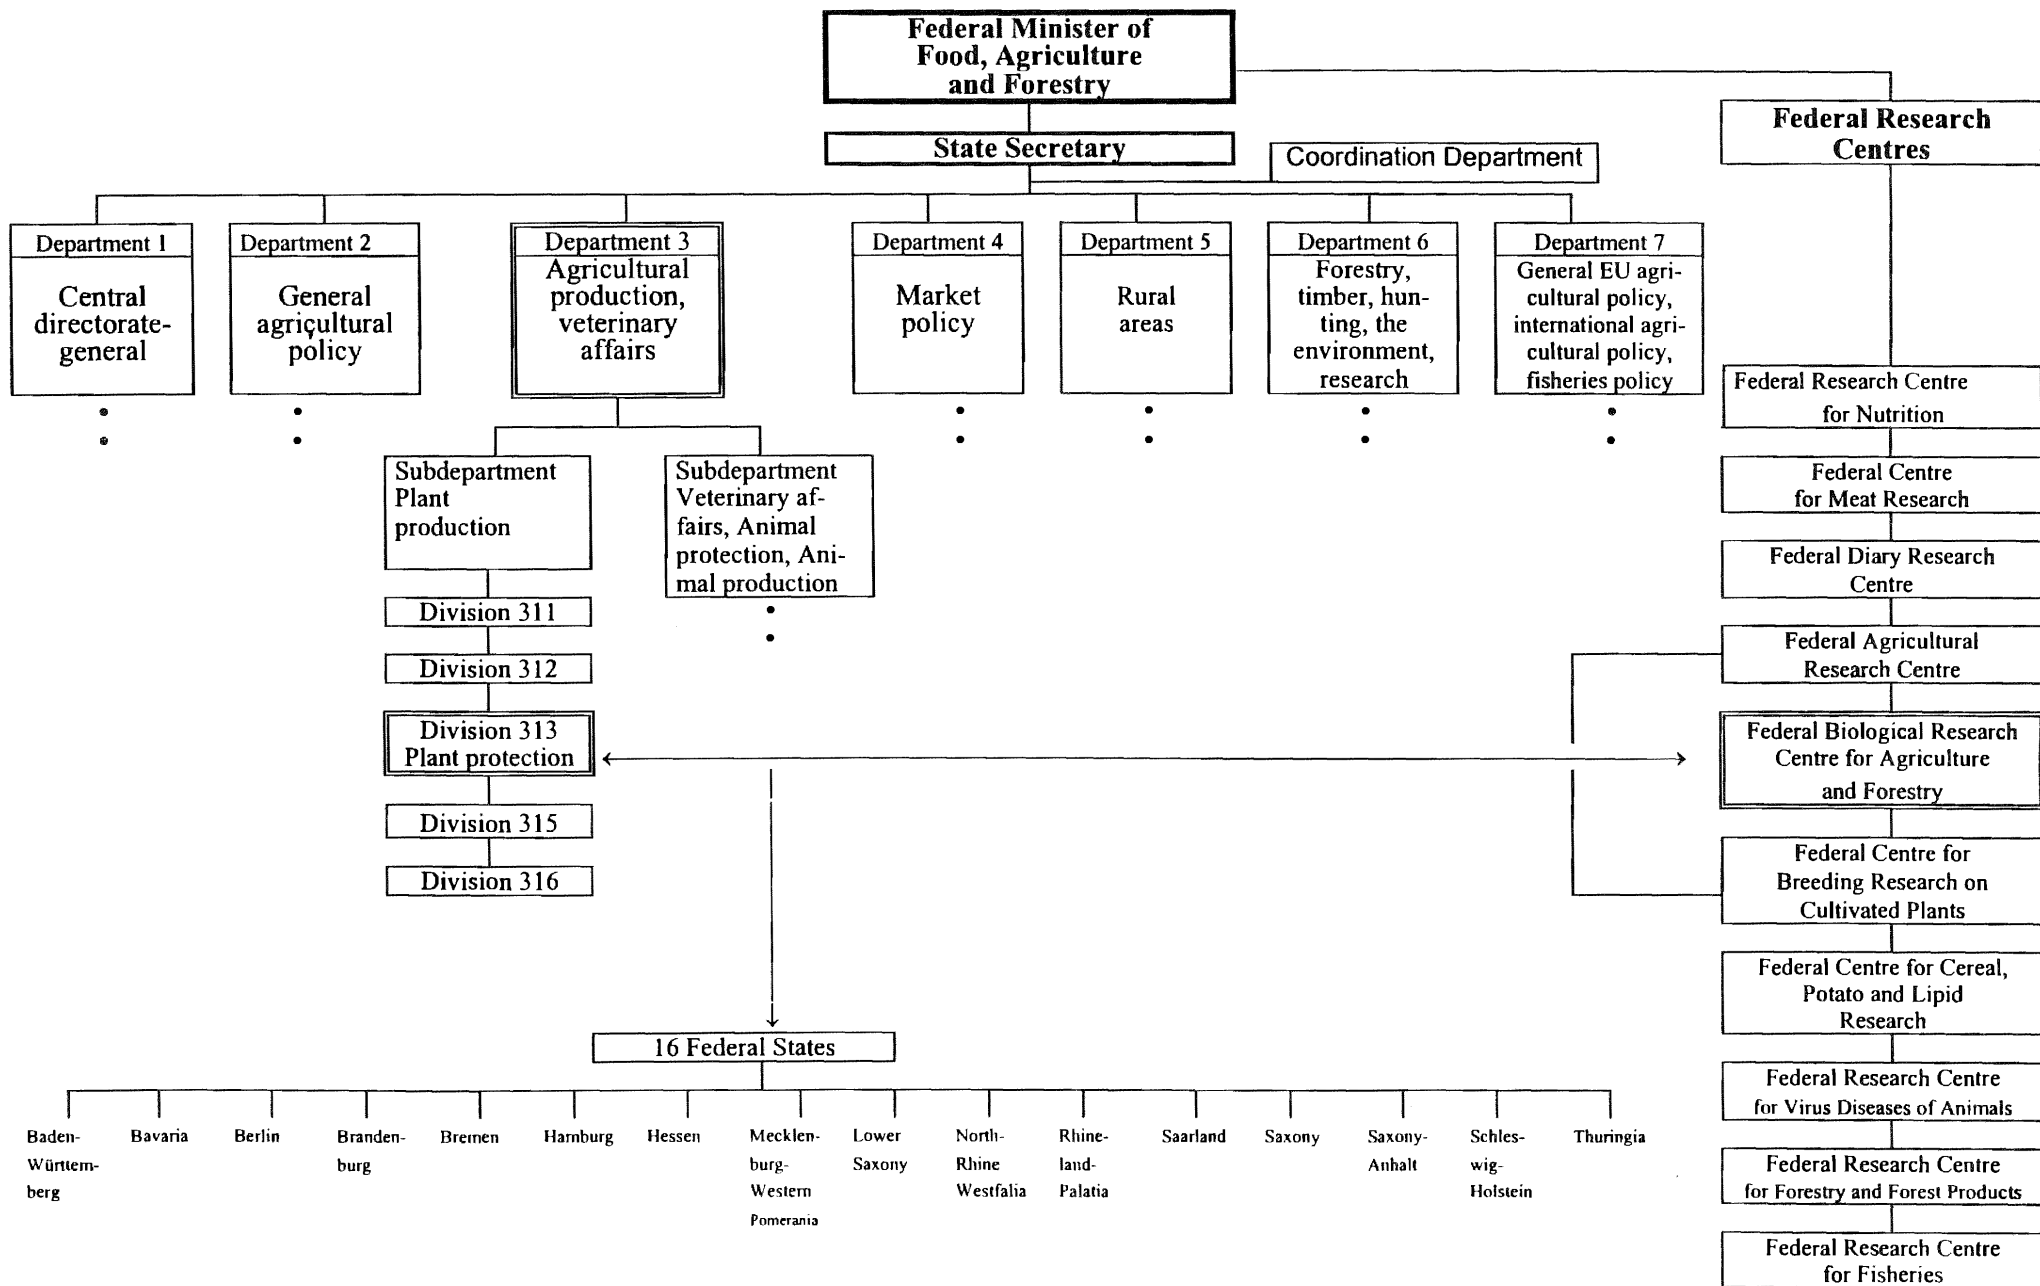 Federal Minister of
Food, Agriculture
and Forestry
State Secretary
Coordination Department
Federal Research
Centres
Department 1
Central
directorate-
general
Department 2
General
agricultural
policy
Department 3
Agricultural
production,
veterinary
affairs
Department 4
Market
policy
Department 5
Rural
areas
Department 6
Forestry,
timber, hun-
ting, the
environment,
research
Department 7
General EU agri-
cultural policy,
international agri-
cultural policy,
fisheries policy
Subdepartment
Plant
production
Subdepartment
Veterinary af-
fairs, Animal
protection, Ani-
mal production
Division 311
Division 312
Division 313
Plant protection
Division 315
Division 316
Federal Research Centre
for Nutrition
Federal Centre
for Meat Research
Federal Diary Research
Centre
Federal Agricultural
Research Centre
Federal Biological Research
Centre for Agriculture
and Forestry
Federal Centre for
Breeding Research on
Cultivated Plants
Federal Centre for Cereal,
Potato and Lipid
Research
Federal Research Centre
for Virus Diseases of Animals
Federal Research Centre
for Forestry and Forest Products
Federal Research Centre
for Fisheries
16 Federal States
Baden-
Württem-
berg
Bavaria
Berlin
Branden-
burg
Bremen
Hamburg
Hessen
Mecklen-
burg-
Western
Pomerania
Lower
Saxony
North-
Rhine
Westfalia
Rhine-
land-
Palatia
Saarland
Saxony
Saxony-
Anhalt
Schles-
wig-
Holstein
Thuringia